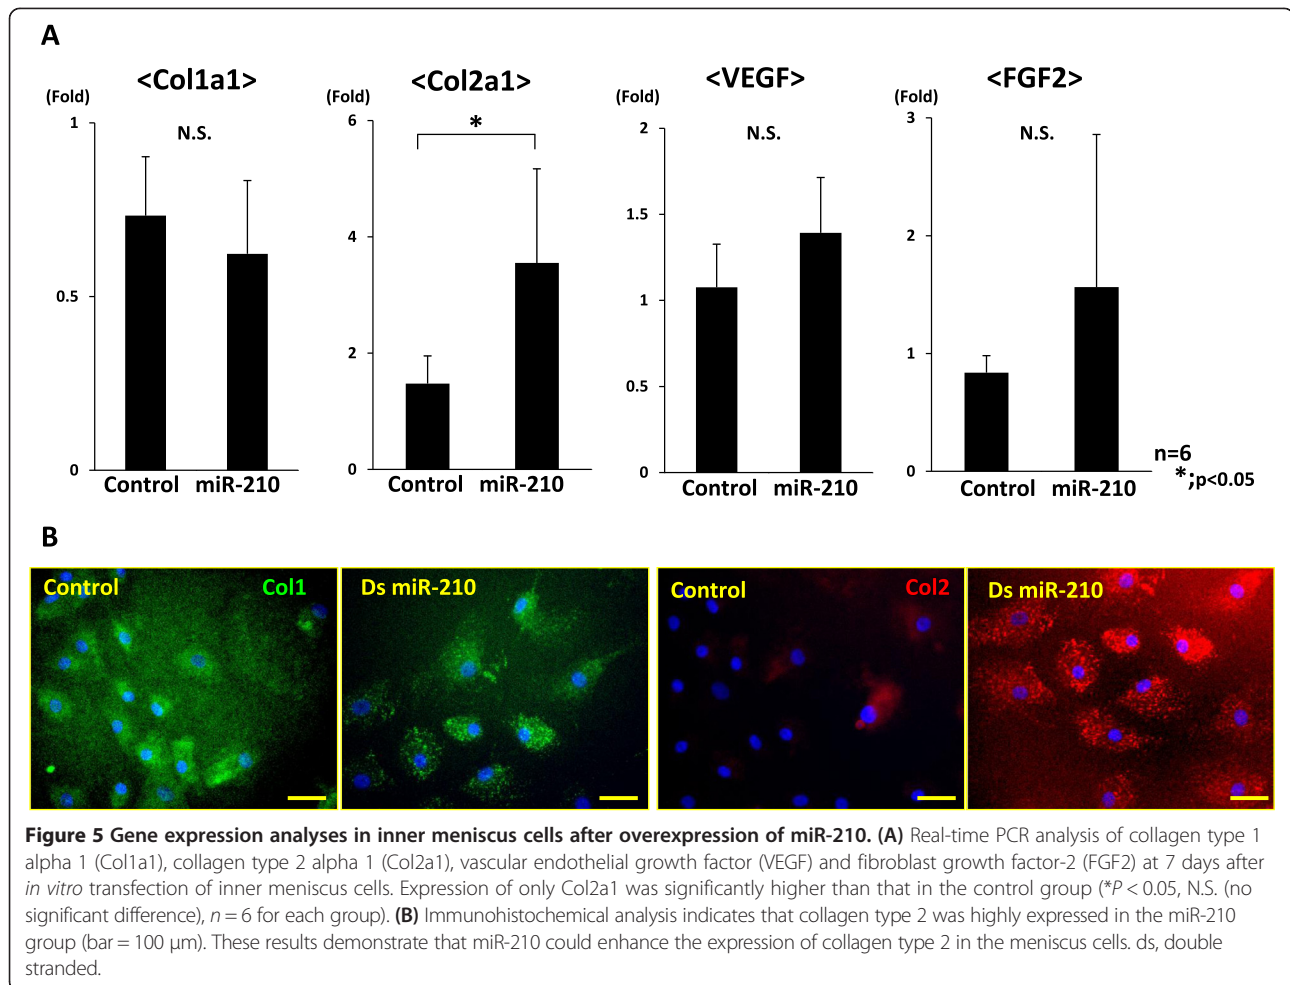 A
<Col1a1>
(Fold)
N.S.
1
0.5
0
Control miR-210
<Col2a1>
(Fold)
*
6
4
2
0
Control miR-210
<VEGF>
(Fold)
N.S.
2
1.5
1
0.5
0
Control miR-210
<FGF2>
(Fold)
N.S.
3
2
1
0
Control miR-210
n=6
*;p<0.05
B
Control Col1
Ds miR-210
Control Col2
Ds miR-210
Figure 5 Gene expression analyses in inner meniscus cells after overexpression of miR-210. (A) Real-time PCR analysis of collagen type 1
alpha 1 (Col1a1), collagen type 2 alpha 1 (Col2a1), vascular endothelial growth factor (VEGF) and fibroblast growth factor-2 (FGF2) at 7 days after
in vitro transfection of inner meniscus cells. Expression of only Col2a1 was significantly higher than that in the control group (*P < 0.05, N.S. (no
significant difference), n = 6 for each group). (B) Immunohistochemical analysis indicates that collagen type 2 was highly expressed in the miR-210
group (bar = 100 μm). These results demonstrate that miR-210 could enhance the expression of collagen type 2 in the meniscus cells. ds, double
stranded.